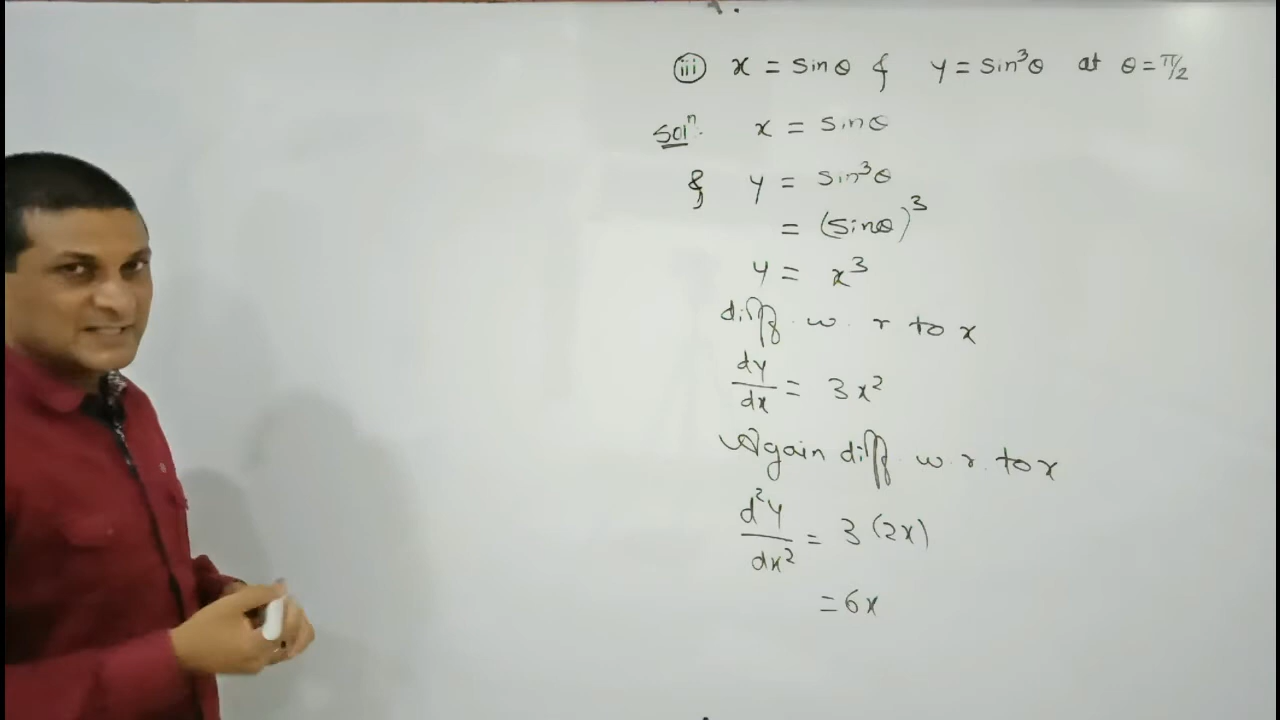 (iii) x = sinθ & y = sin³θ at θ = π/2
Solⁿ. x = sinθ
& y = sin³θ
= (sinθ)³
y = x³
diff. w. r to x
dy/dx = 3x²
Again diff. w. r. to x
d²y/dx² = 3(2x)
= 6x